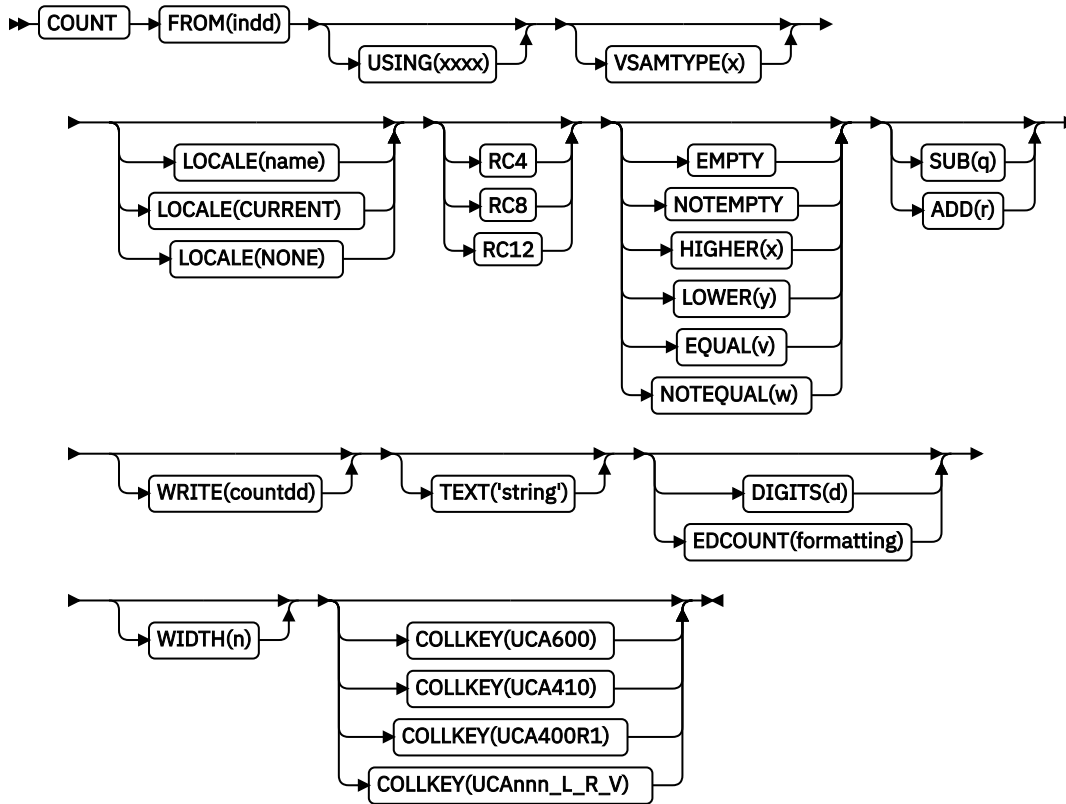 COUNT FROM(indd)
USING(xxxx) VSAMTYPE(x)
LOCALE(name) RC4 EMPTY SUB(q)
LOCALE(CURRENT) RC8 NOTEMPTY ADD(r)
LOCALE(NONE) RC12 HIGHER(x)
LOWER(y)
EQUAL(v)
NOTEQUAL(w)
WRITE(countdd) TEXT('string') DIGITS(d)
EDCOUNT(formatting)
WIDTH(n) COLLKEY(UCA600)
COLLKEY(UCA410)
COLLKEY(UCA400R1)
COLLKEY(UCAnnn_L_R_V)